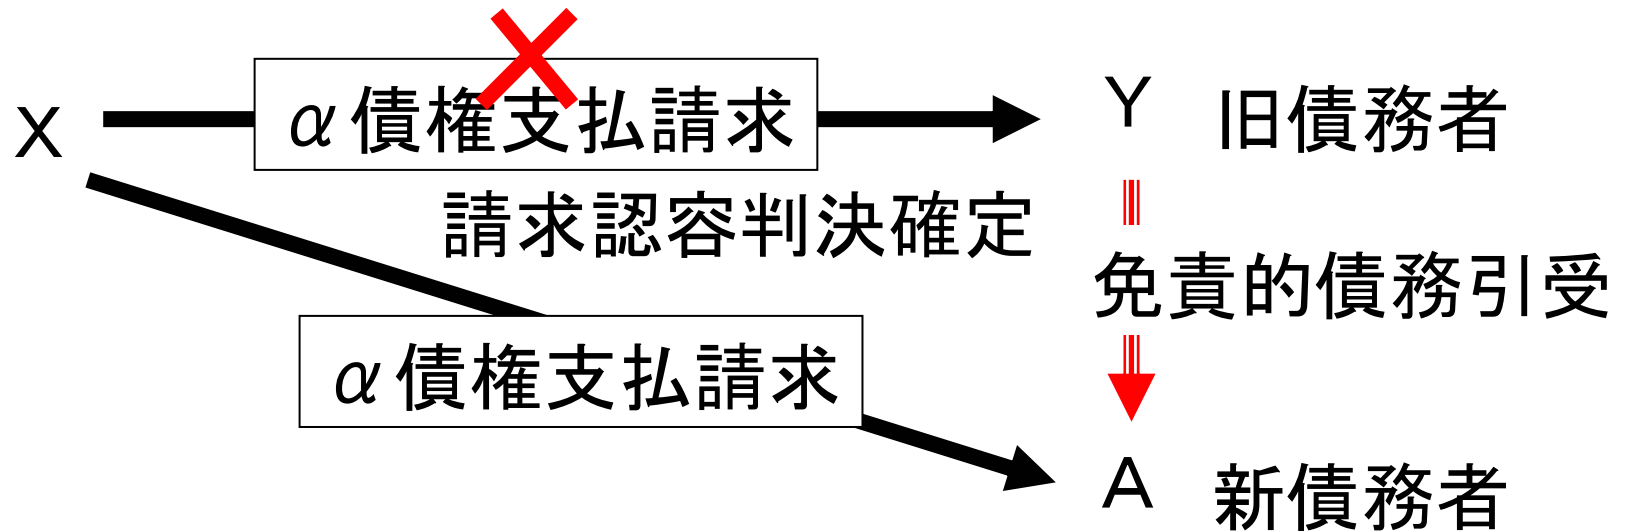 X
α債権支払請求
Y 旧債務者
請求認容判決確定
免責的債務引受
α債権支払請求
A 新債務者